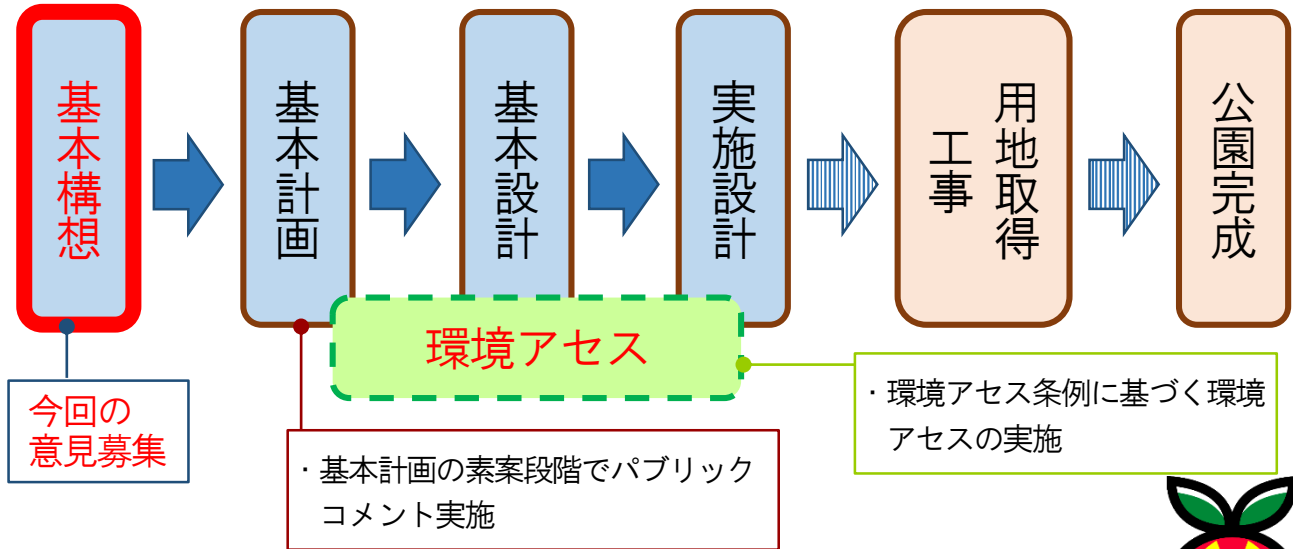 基本構想
基本計画
基本設計
実施設計
用地取得
工事
公園完成
環境アセス
今回の
意見募集
・基本計画の素案段階でパブリック
コメント実施
・環境アセス条例に基づく環境
アセスの実施